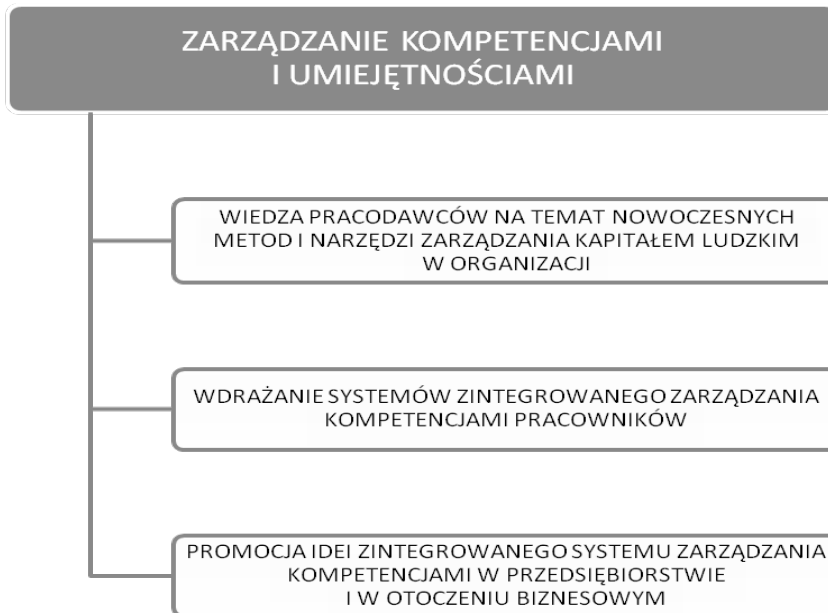 ZARZĄDZANIE KOMPETENCJAMI
I UMIEJĘTNOŚCIAMI
WIEDZA PRACODAWCÓW NA TEMAT NOWOCZESNYCH
METOD I NARZĘDZI ZARZĄDZANIA KAPITAŁEM LUDZKIM
W ORGANIZACJI
WDRAŻANIE SYSTEMÓW ZINTEGROWANEGO ZARZĄDZANIA
KOMPETENCJAMI PRACOWNIKÓW
PROMOCJA IDEI ZINTEGROWANEGO SYSTEMU ZARZĄDZANIA
KOMPETENCJAMI W PRZEDSIĘBIORSTWIE
I W OTOCZENIU BIZNESOWYM